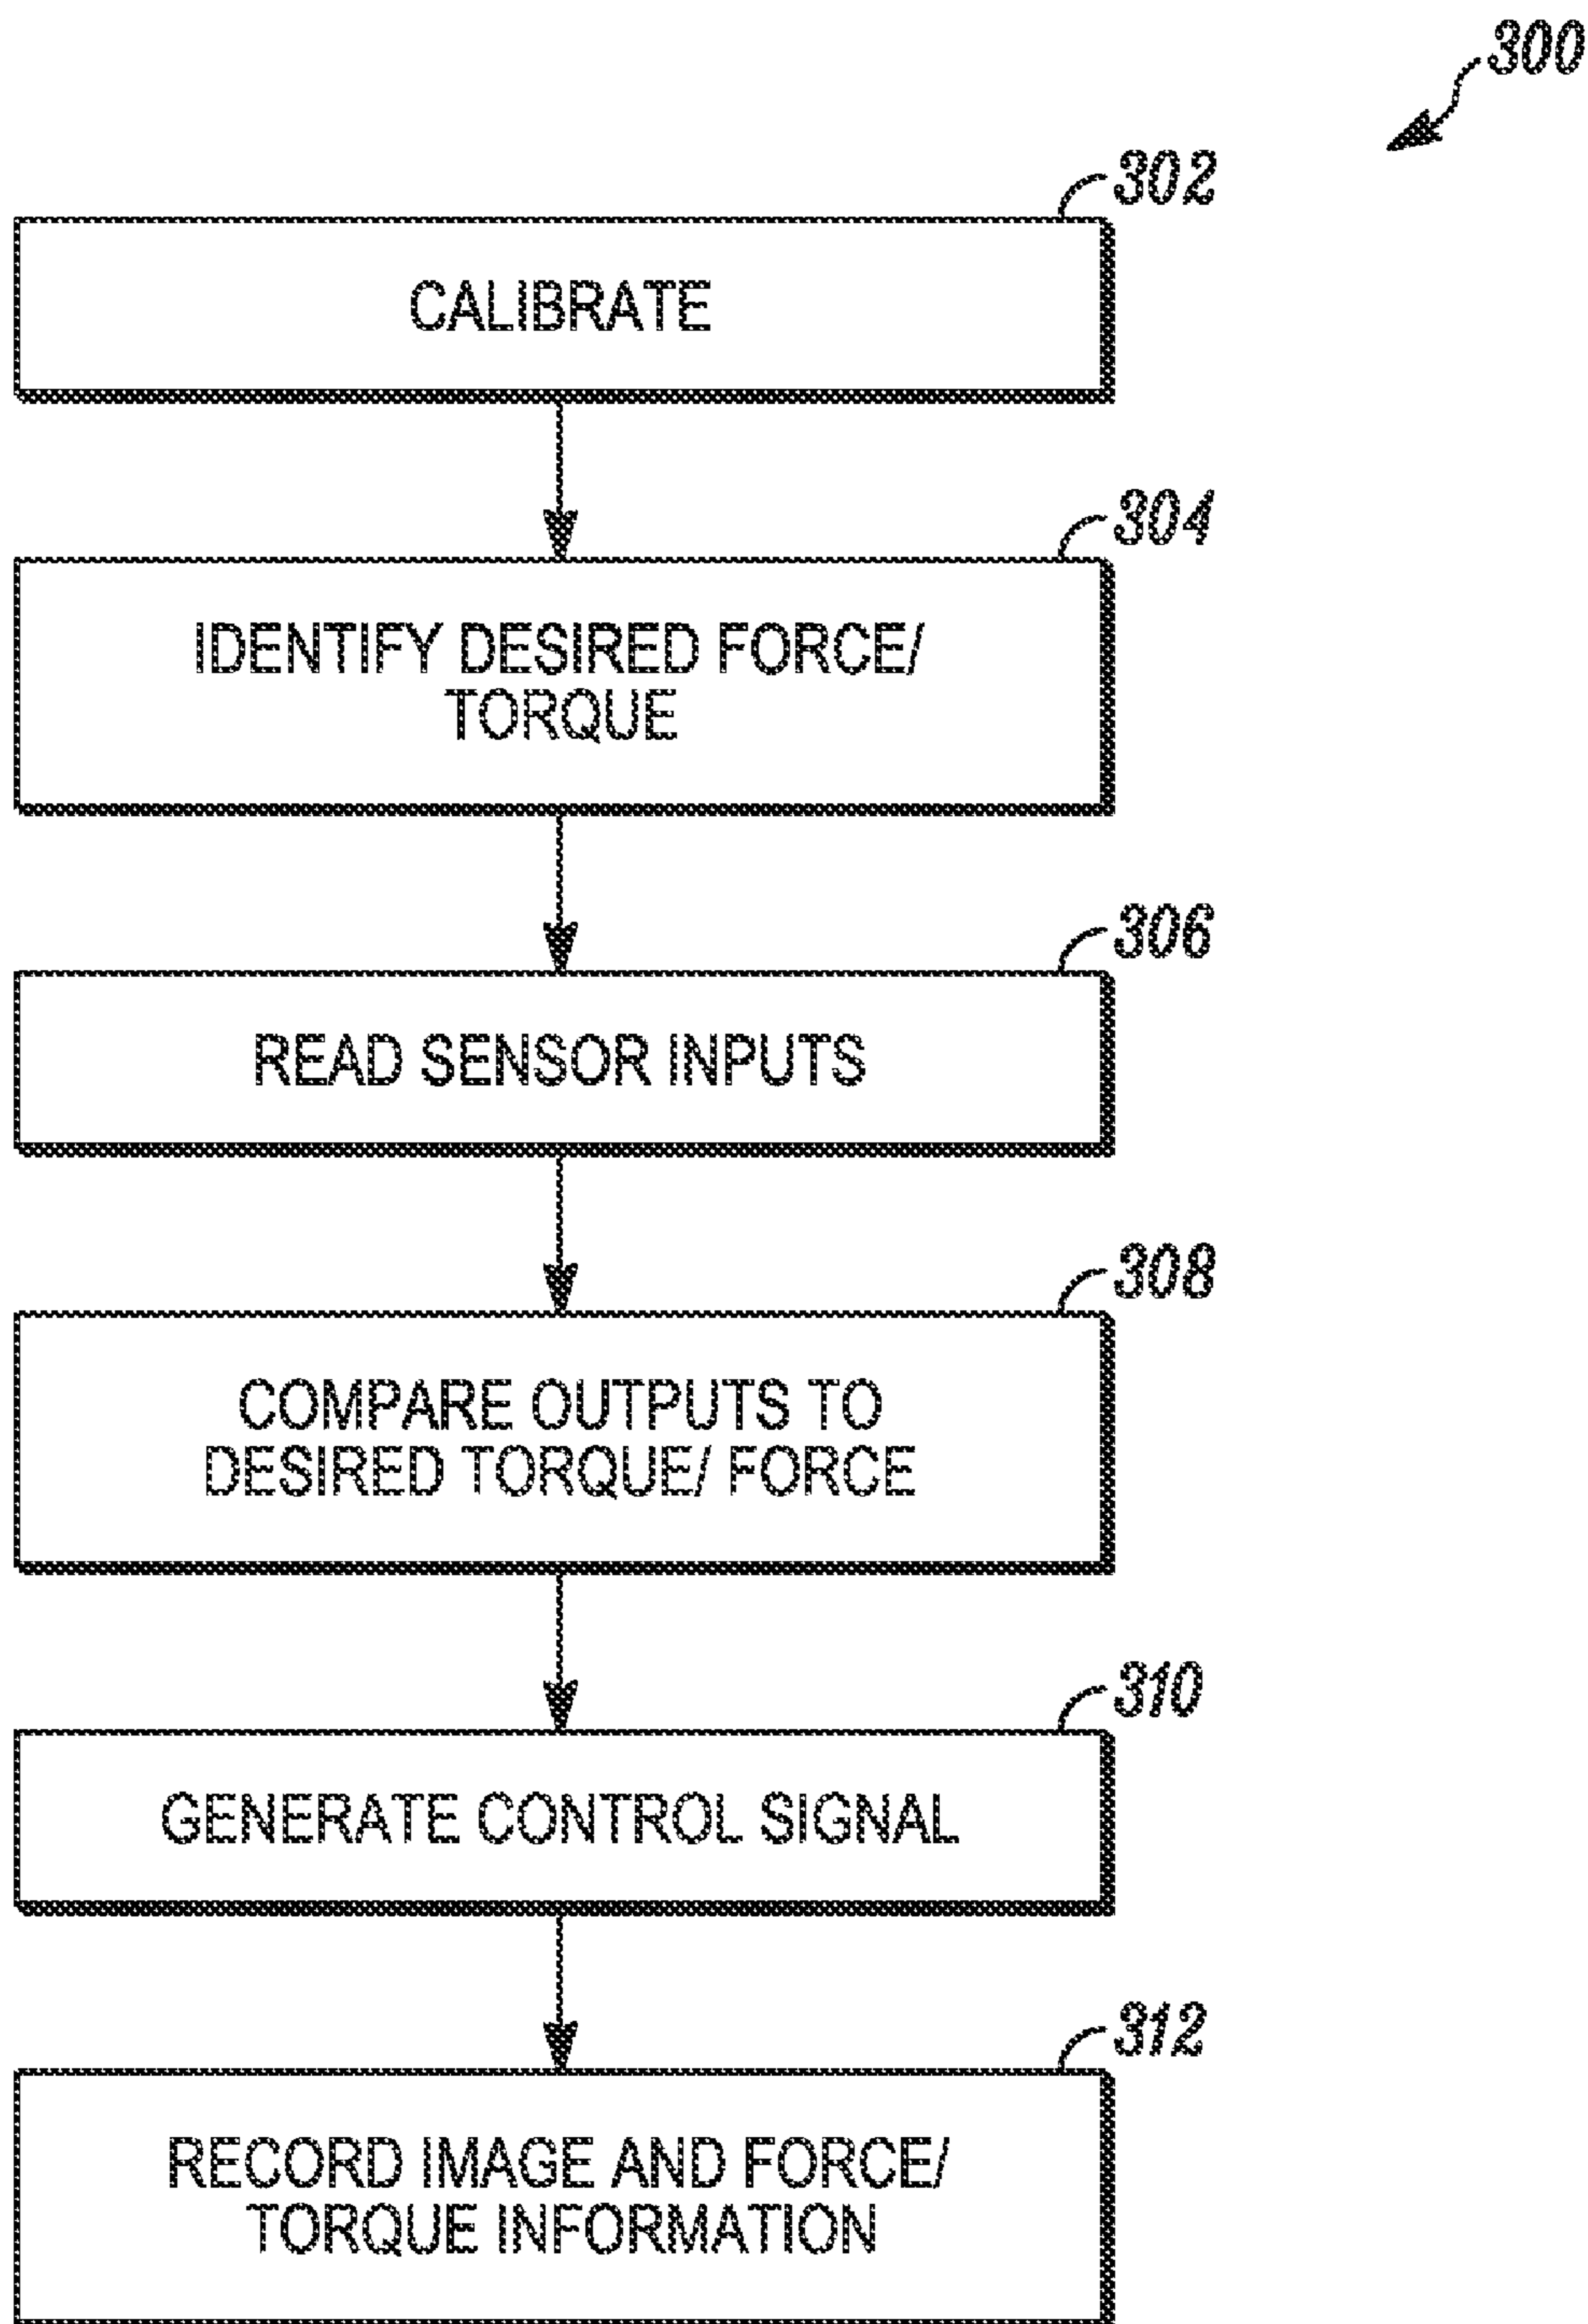 300
302
CALIBRATE
304
IDENTIFY DESIRED FORCE/
TORQUE
306
READ SENSOR INPUTS
308
COMPARE OUTPUTS TO
DESIRED TORQUE/ FORCE
310
GENERATE CONTROL SIGNAL
312
RECORD IMAGE AND FORCE/
TORQUE INFORMATION